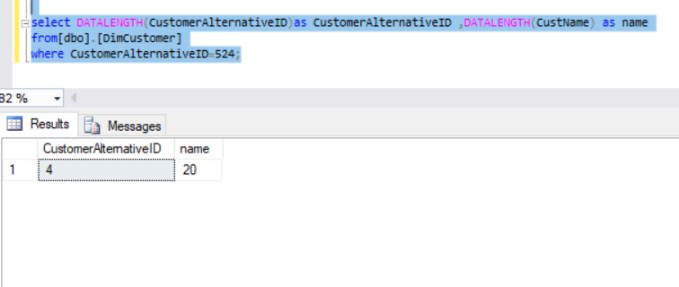 select DATALENGTH(CustomerAlternativeID)as CustomerAlternativeID ,DATALENGTH(CustName) as name
from[dbo].[DimCustomer]
where CustomerAlternativeID=524;
82 %
Results Messages
CustomerAlternativeID name
1 4 20